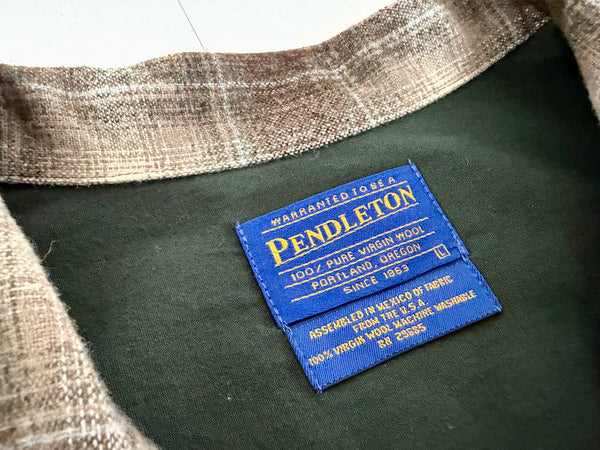 WARRANTED TO BE A
PENDLETON
100% PURE VIRGIN WOOL
PORTLAND, OREGON
SINCE 1863
L
ASSEMBLED IN MEXICO OF FABRIC
FROM THE U.S.A.
100% VIRGIN WOOL MACHINE WASHABLE
RN 29685